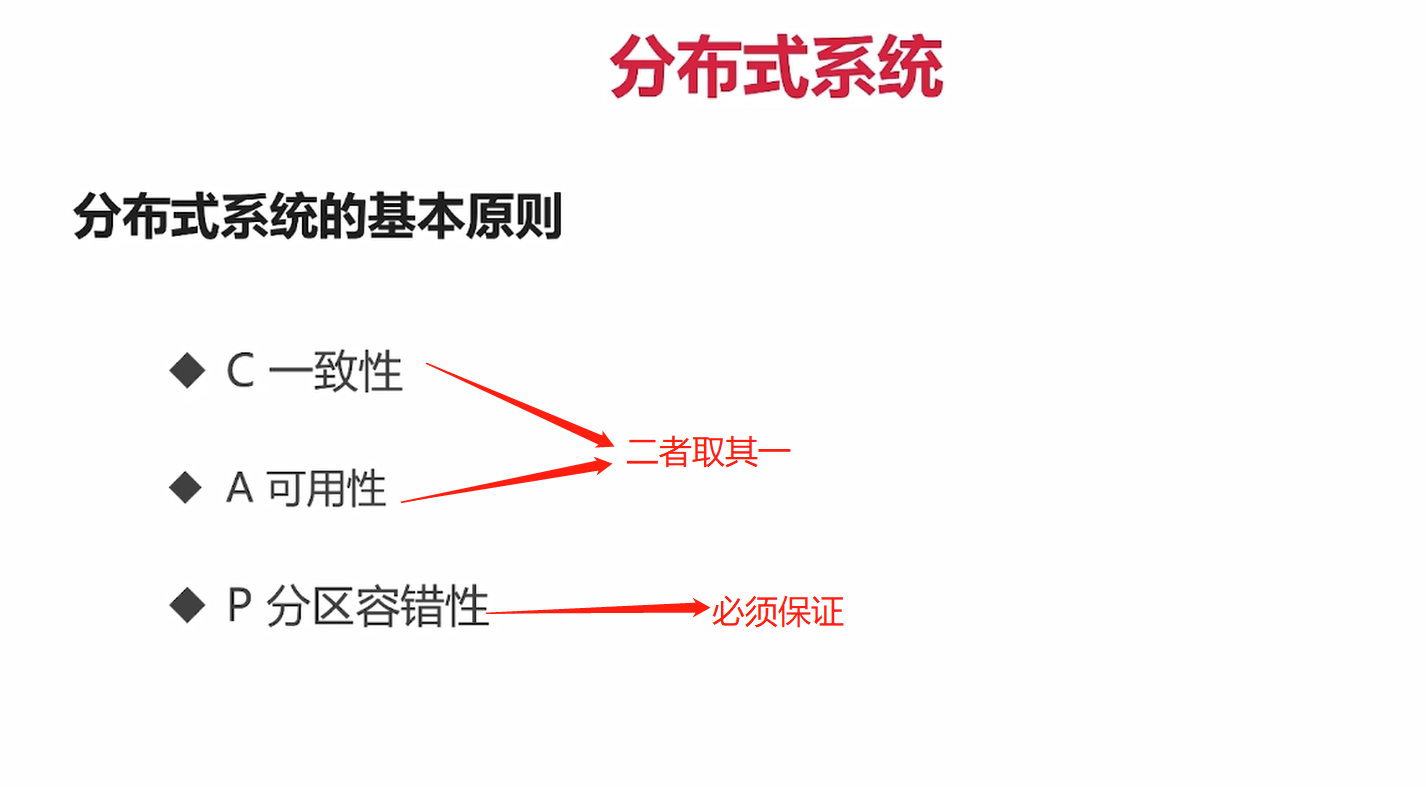 分布式系统
分布式系统的基本原则
◆ C 一致性
二者取其一
◆ A 可用性
◆ P 分区容错性
必须保证